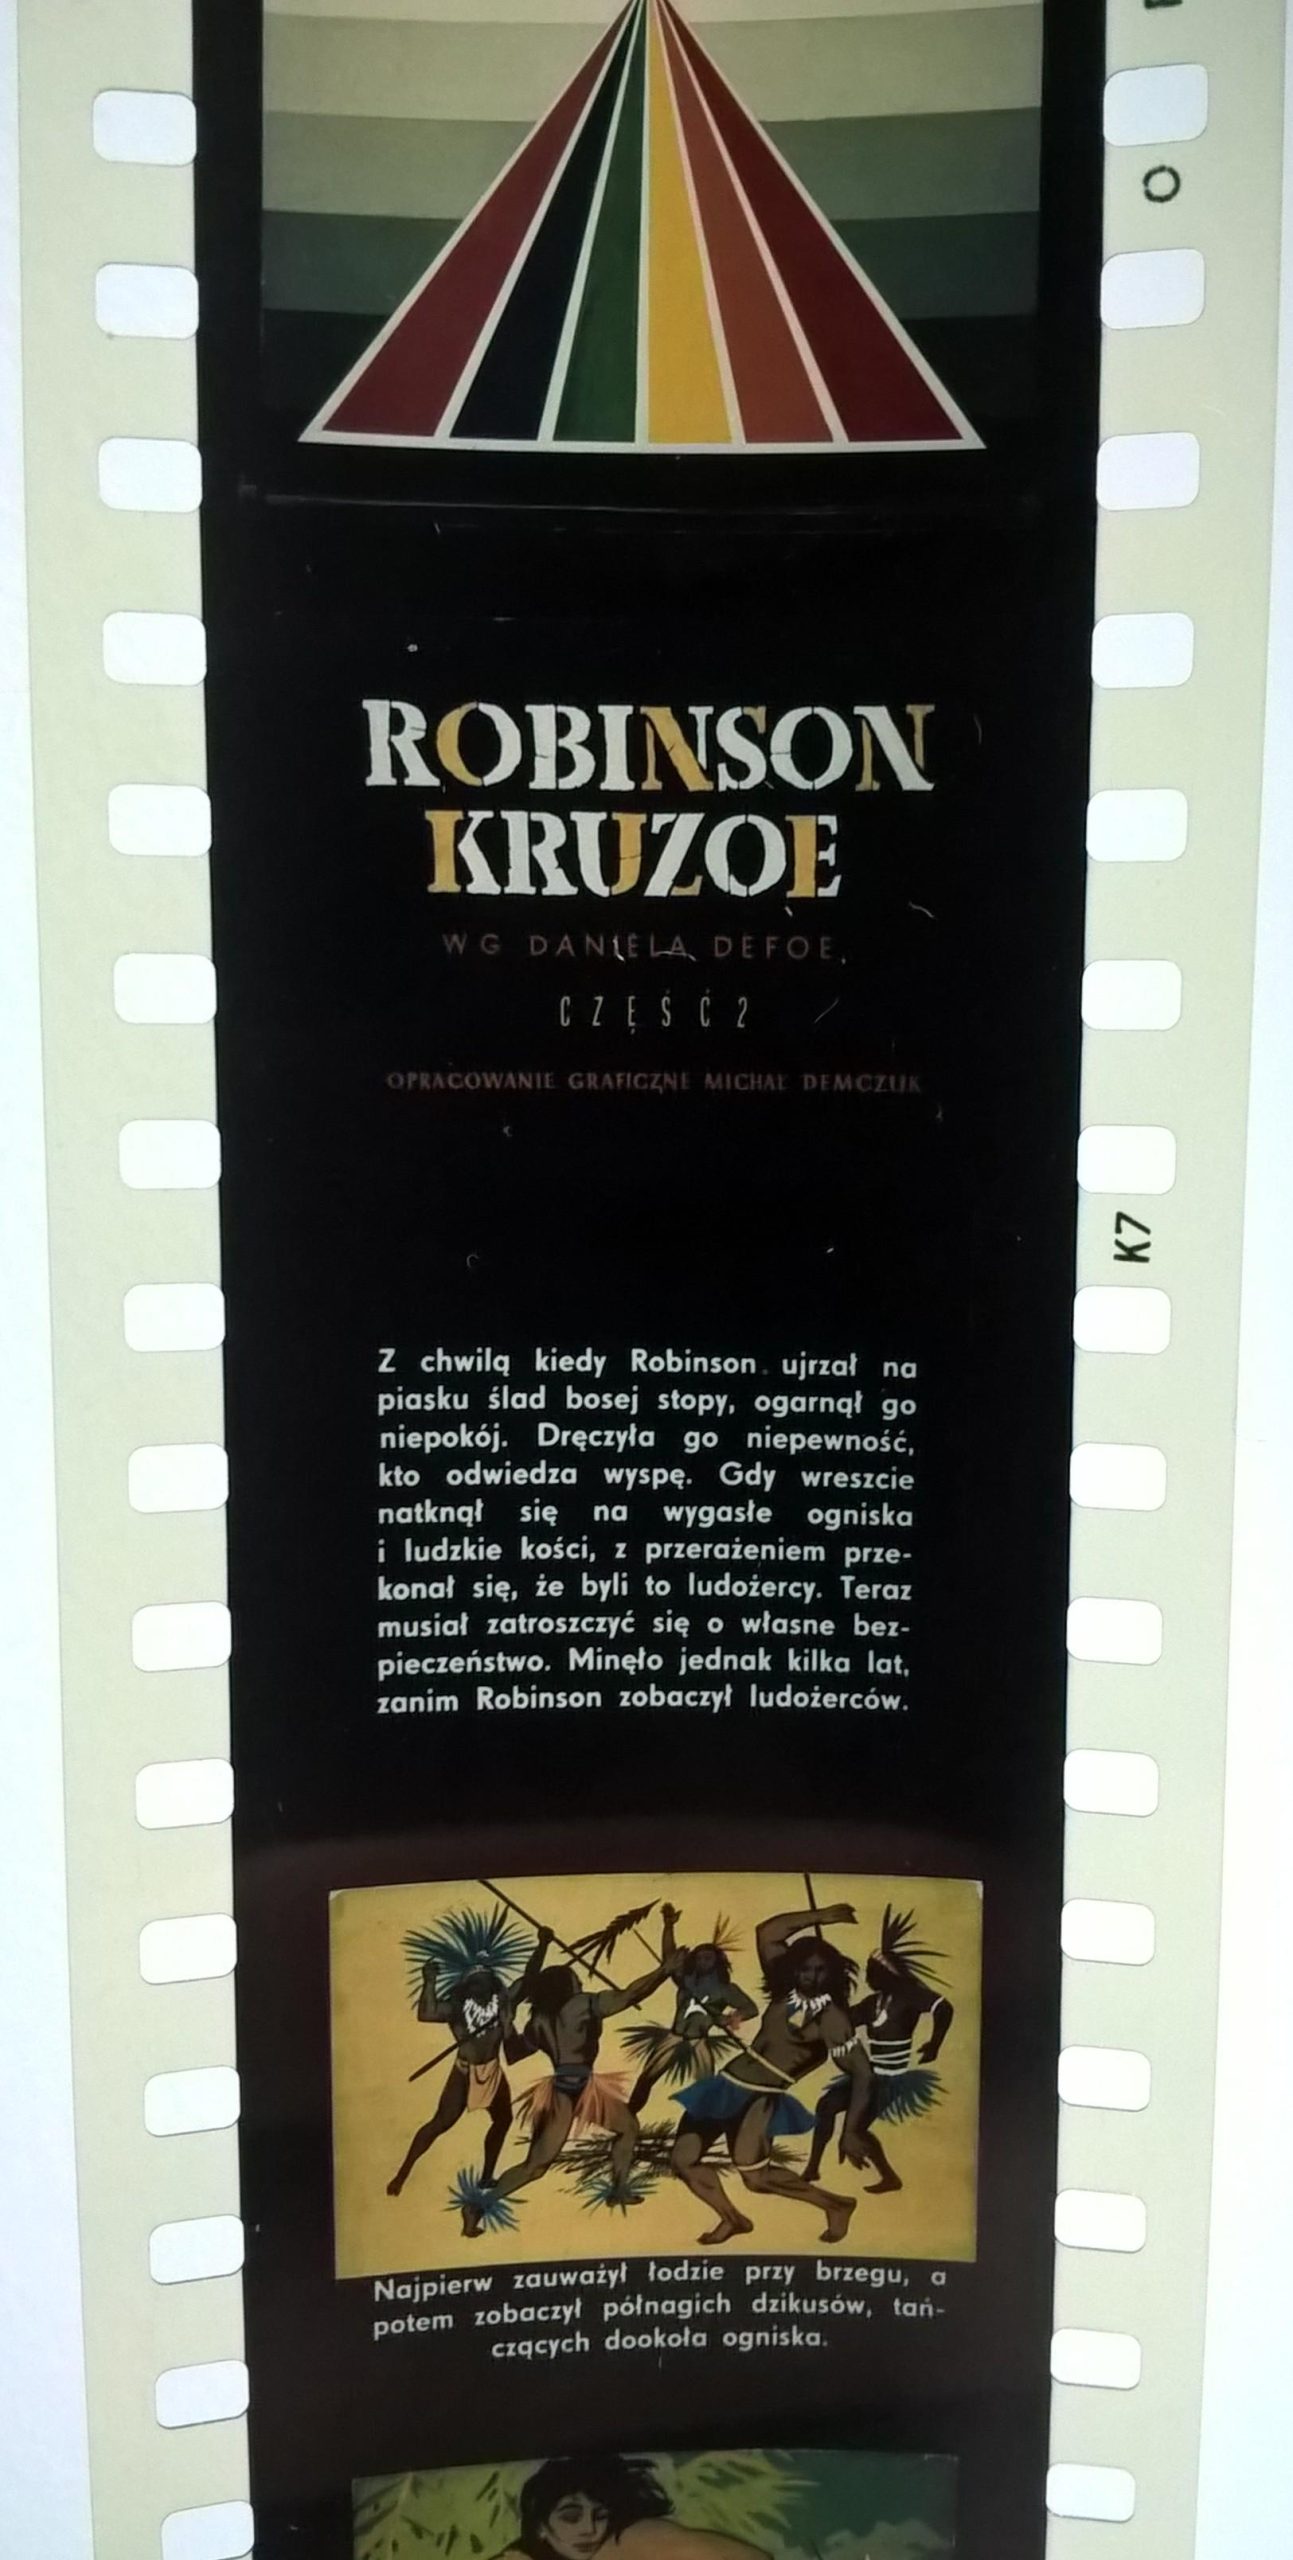 O
ROBINSON
KRUZOE
WG DANIELA DEFOE
CZĘŚĆ 2
OPRACOWANIE GRAFICZNE MICHAŁ DEMCZUK
K7
Z chwilą kiedy Robinson ujrzał na
piasku ślad bosej stopy, ogarnął go
niepokój. Dręczyła go niepewność,
kto odwiedza wyspę. Gdy wreszcie
natknął się na wygasłe ogniska
i ludzkie kości, z przerażeniem prze-
konał się, że byli to ludożercy. Teraz
musiał zatroszczyć się o własne bez-
pieczeństwo. Minęło jednak kilka lat,
zanim Robinson zobaczył ludożerców.
Najpierw zauważył łodzie przy brzegu, a
potem zobaczył półnagich dzikusów, tań-
czących dookoła ogniska.